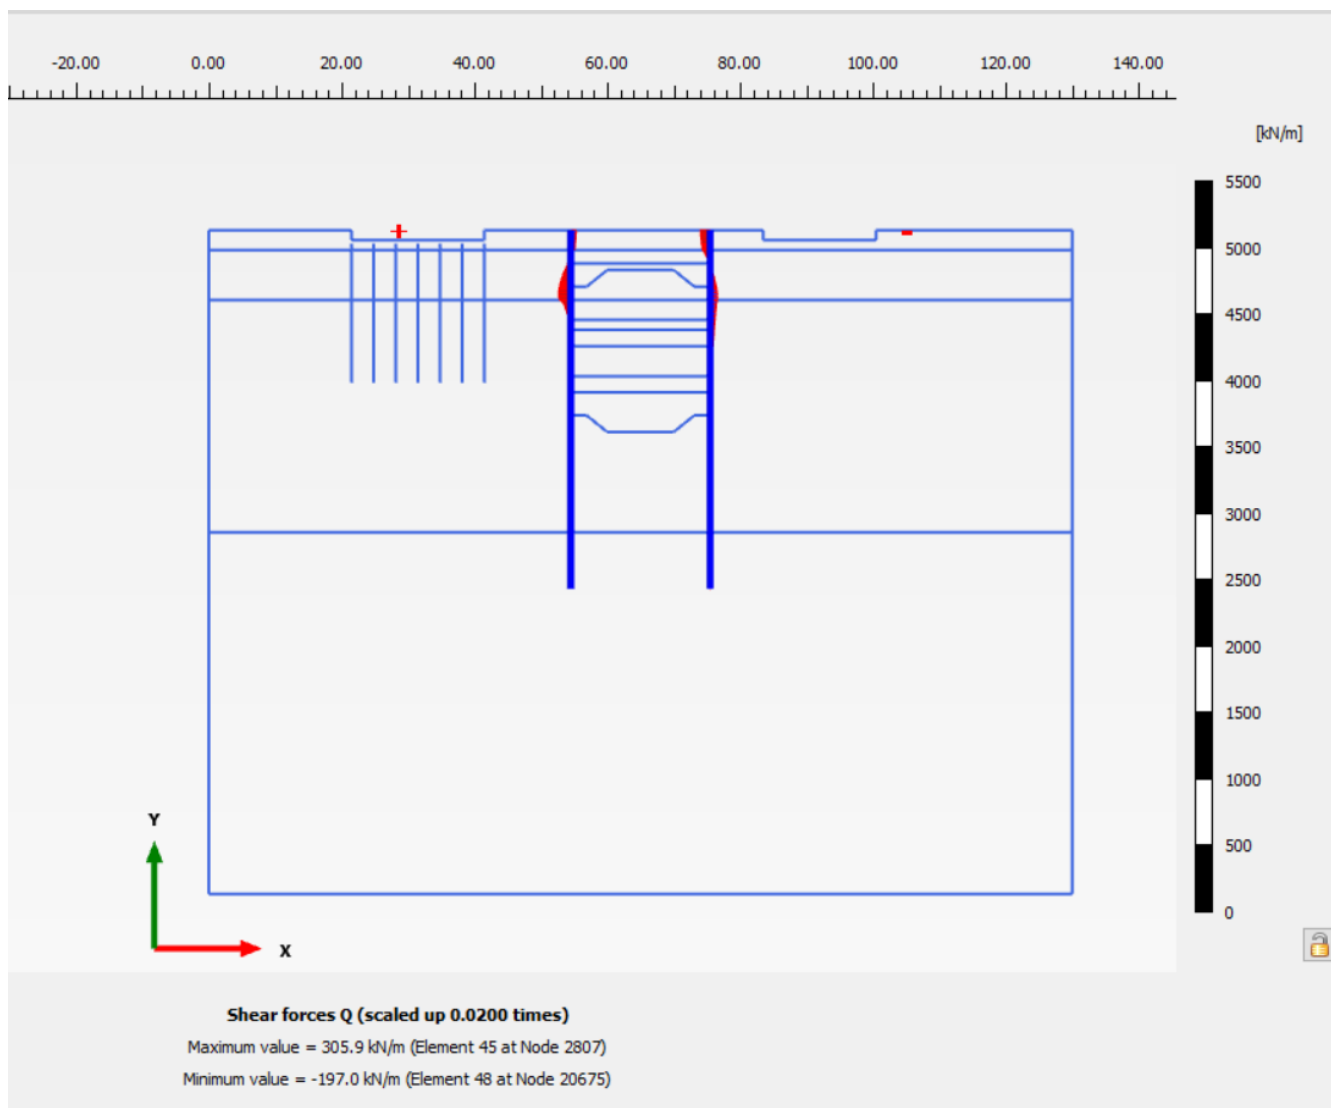 -20.00 0.00 20.00 40.00 60.00 80.00 100.00 120.00 140.00
[kN/m]
5500
5000
4500
4000
3500
3000
2500
2000
1500
1000
500
0
Y
X
Shear forces Q (scaled up 0.0200 times)
Maximum value = 305.9 kN/m (Element 45 at Node 2807)
Minimum value = -197.0 kN/m (Element 48 at Node 20675)